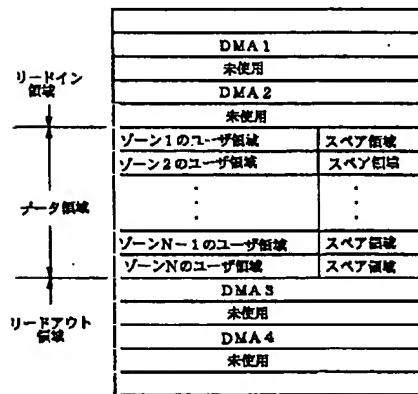 DMA1
未使用
DMA2
未使用
リードイン
領域
ゾーン1のユーザ領域 スペア領域
ゾーン2のユーザ領域 スペア領域
データ領域
ゾーンN-1のユーザ領域 スペア領域
ゾーンNのユーザ領域 スペア領域
リードアウト
領域
DMA3
未使用
DMA4
未使用